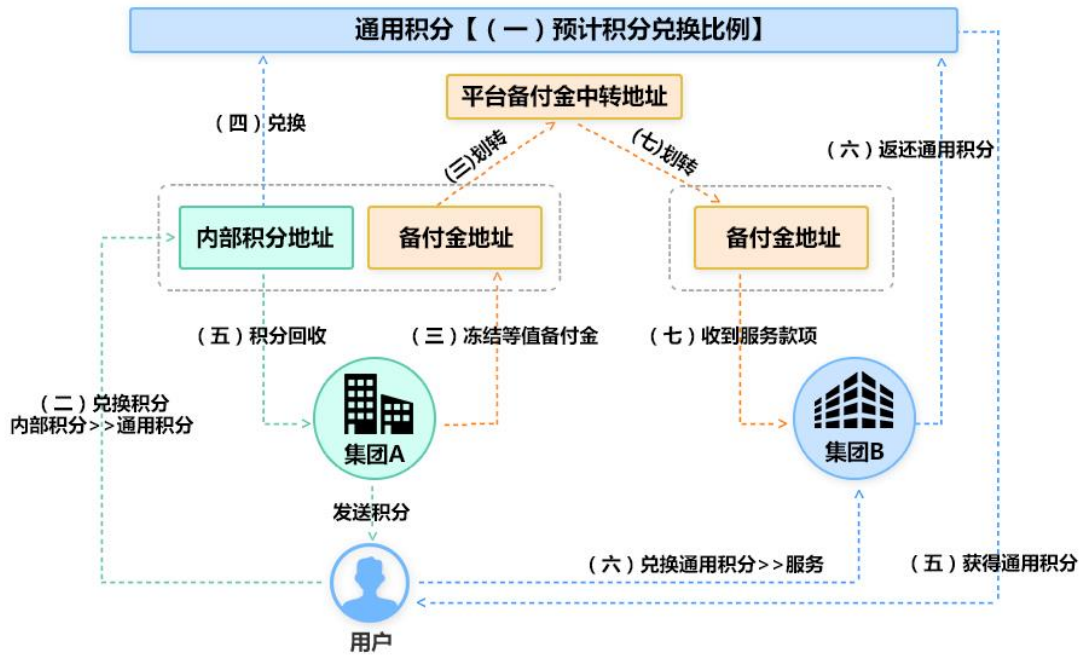 通用积分【(一)预计积分兑换比例】
平台备付金中转地址
(四)兑换
(三)划转
(七)划转
(六)返还通用积分
内部积分地址
备付金地址
备付金地址
(五)积分回收
(三)冻结等值备付金
(七)收到服务款项
(二)兑换积分
内部积分>>通用积分
集团A
集团B
发送积分
(六)兑换通用积分>>服务
(五)获得通用积分
用户